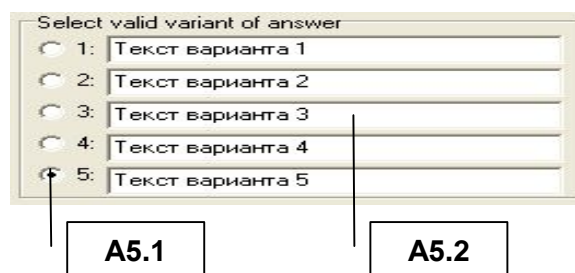 Select valid variant of answer
1: Текст варианта 1
2: Текст варианта 2
3: Текст варианта 3
4: Текст варианта 4
5: Текст варианта 5
A5.1 A5.2